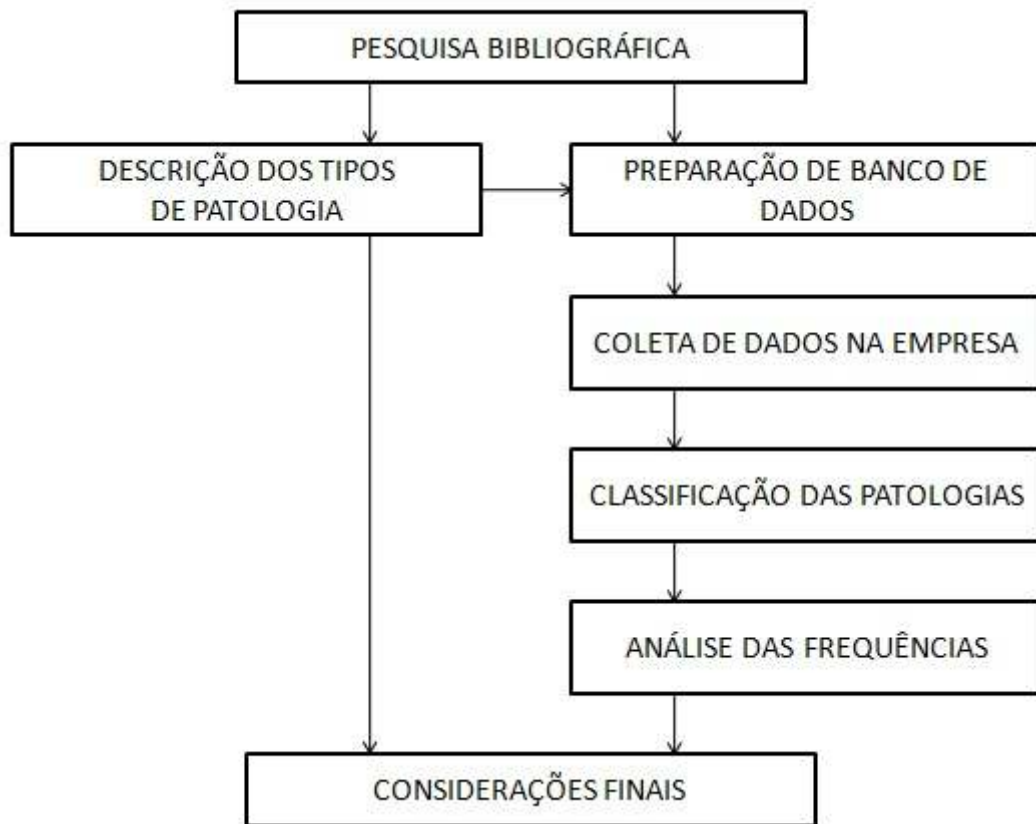 PESQUISA BIBLIOGRÁFICA
DESCRIÇÃO DOS TIPOS
DE PATOLOGIA
PREPARAÇÃO DE BANCO DE
DADOS
COLETA DE DADOS NA EMPRESA
CLASSIFICAÇÃO DAS PATOLOGIAS
ANÁLISE DAS FREQUÊNCIAS
CONSIDERAÇÕES FINAIS